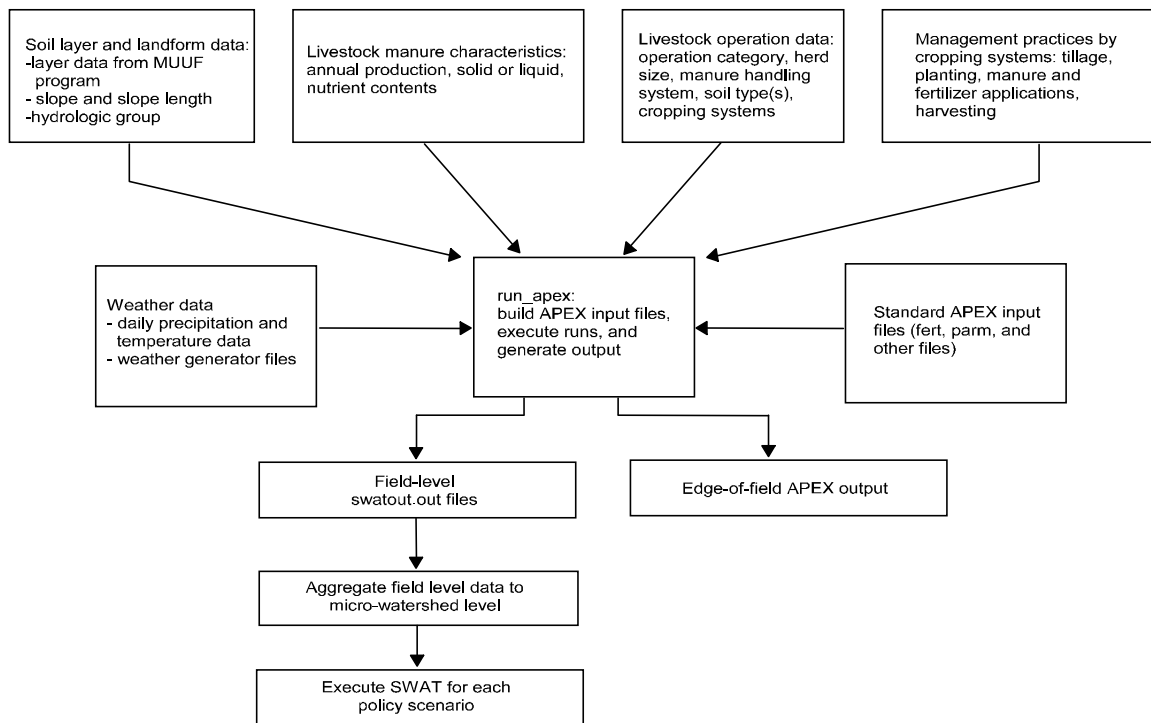 Soil layer and landform data:
-layer data from MUUF
program
- slope and slope length
-hydrologic group
Livestock manure characteristics:
annual production, solid or liquid,
nutrient contents
Livestock operation data:
operation category, herd
size, manure handling
system, soil type(s),
cropping systems
Management practices by
cropping systems: tillage,
planting, manure and
fertilizer applications,
harvesting
Weather data
- daily precipitation and
temperature data
- weather generator files
run_apex:
build APEX input files,
execute runs, and
generate output
Standard APEX input
files (fert, parm, and
other files)
Field-level
swatout.out files
Edge-of-field APEX output
Aggregate field level data to
micro-watershed level
Execute SWAT for each
policy scenario